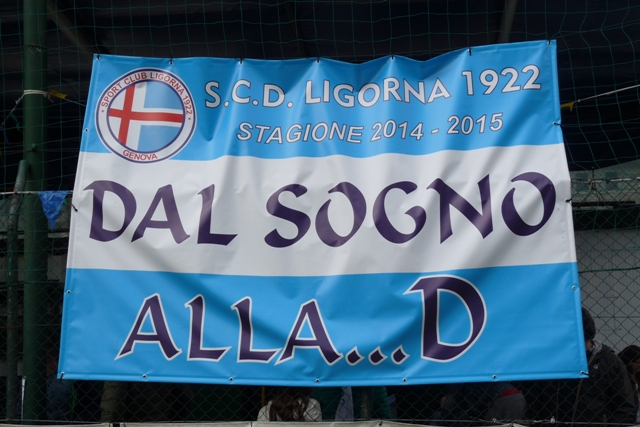 S.C.D. LIGORNA 1922
STAGIONE 2014 - 2015
SPORT CLUB LIGORNA 1922
GENOVA
DAL SOGNO
ALLA...D